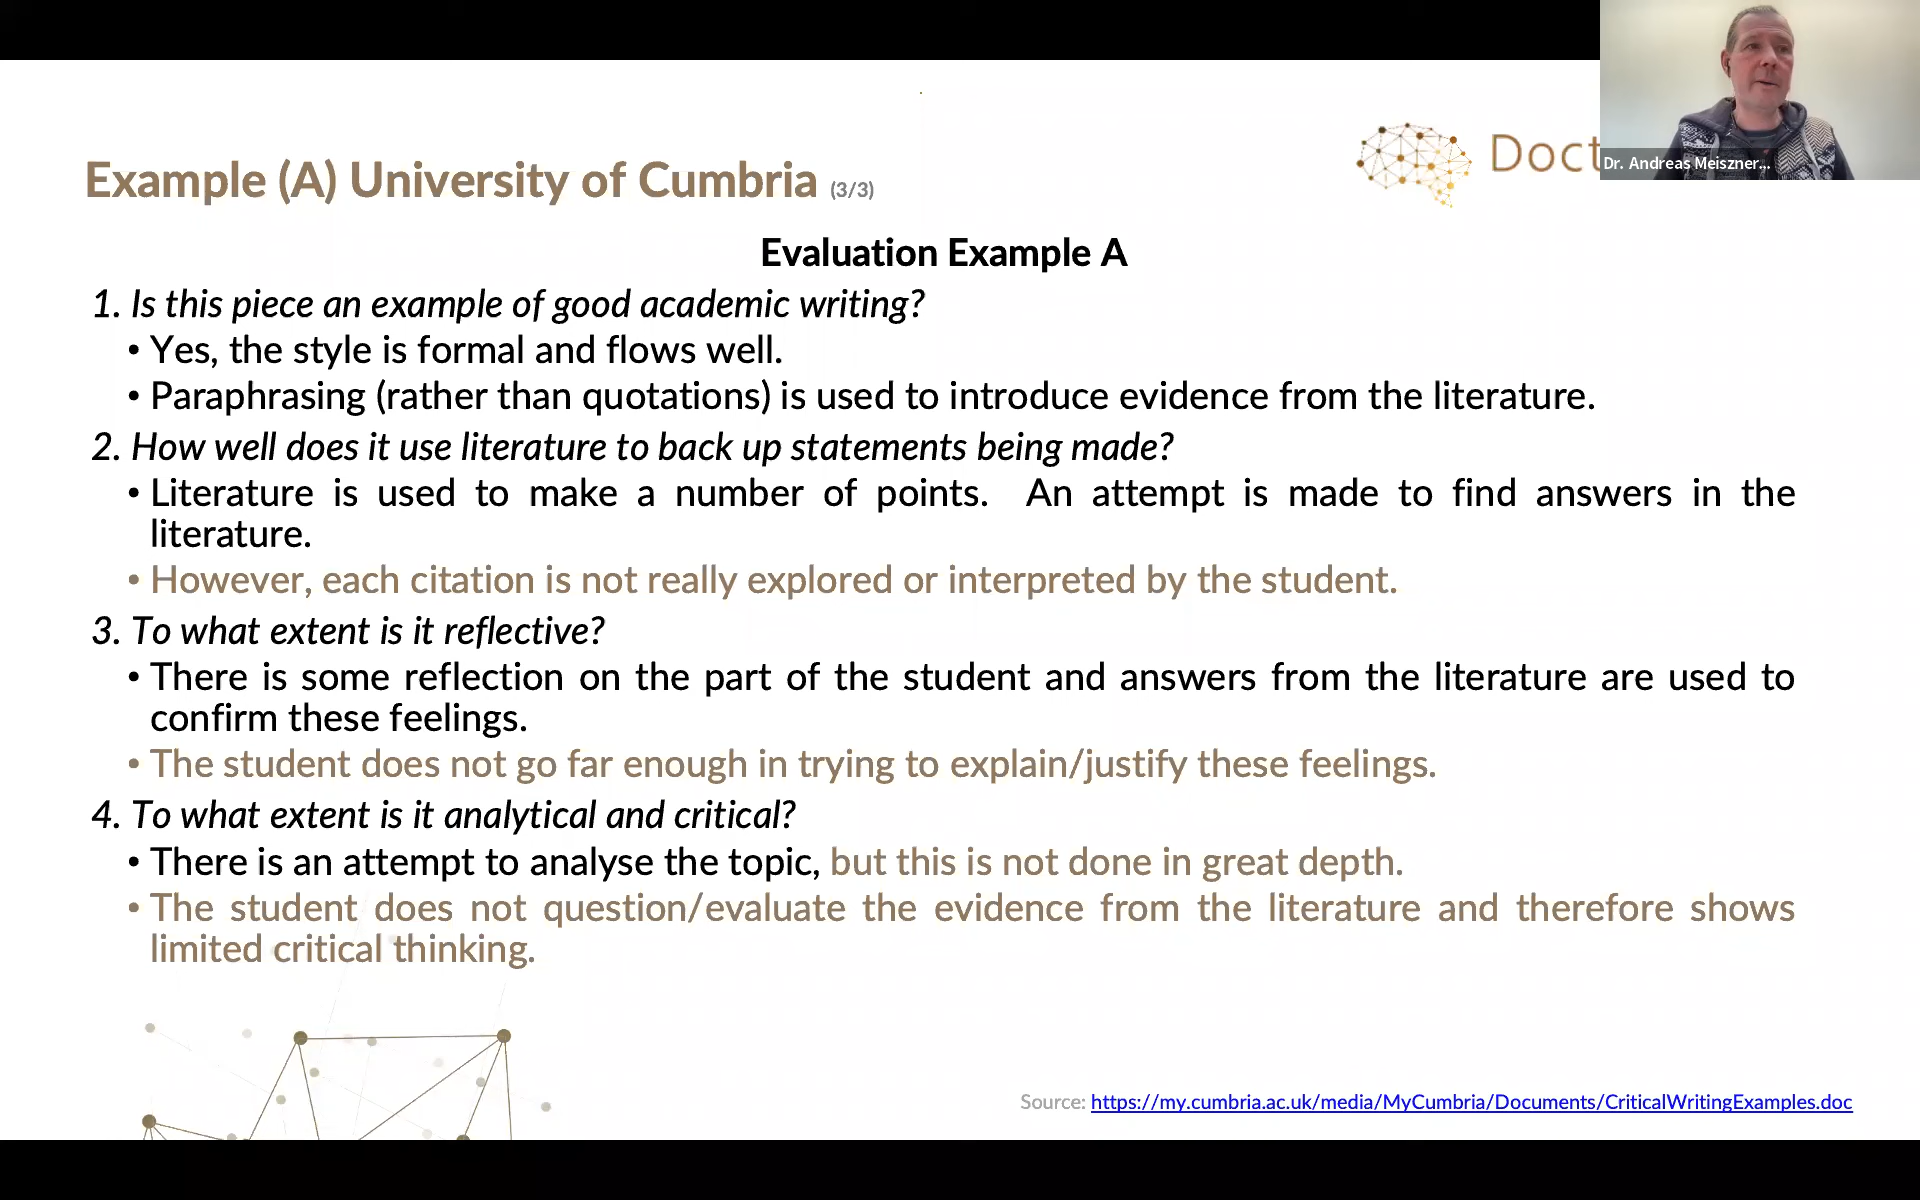 Doct
Dr. Andreas Meiszner...
Example (A) University of Cumbria (3/3)
Evaluation Example A
1. Is this piece an example of good academic writing?
• Yes, the style is formal and flows well.
• Paraphrasing (rather than quotations) is used to introduce evidence from the literature.
2. How well does it use literature to back up statements being made?
• Literature is used to make a number of points. An attempt is made to find answers in the
literature.
• However, each citation is not really explored or interpreted by the student.
3. To what extent is it reflective?
• There is some reflection on the part of the student and answers from the literature are used to
confirm these feelings.
• The student does not go far enough in trying to explain/justify these feelings.
4. To what extent is it analytical and critical?
• There is an attempt to analyse the topic, but this is not done in great depth.
• The student does not question/evaluate the evidence from the literature and therefore shows
limited critical thinking.
Source: https://my.cumbria.ac.uk/media/MyCumbria/Documents/CriticalWritingExamples.doc